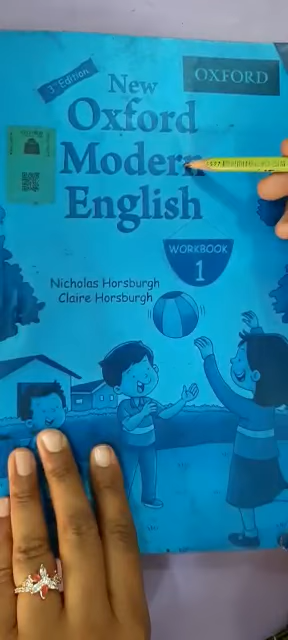 3rd Edition
OXFORD
New
Oxford
Modern
English
WORKBOOK
1
Nicholas Horsburgh
Claire Horsburgh